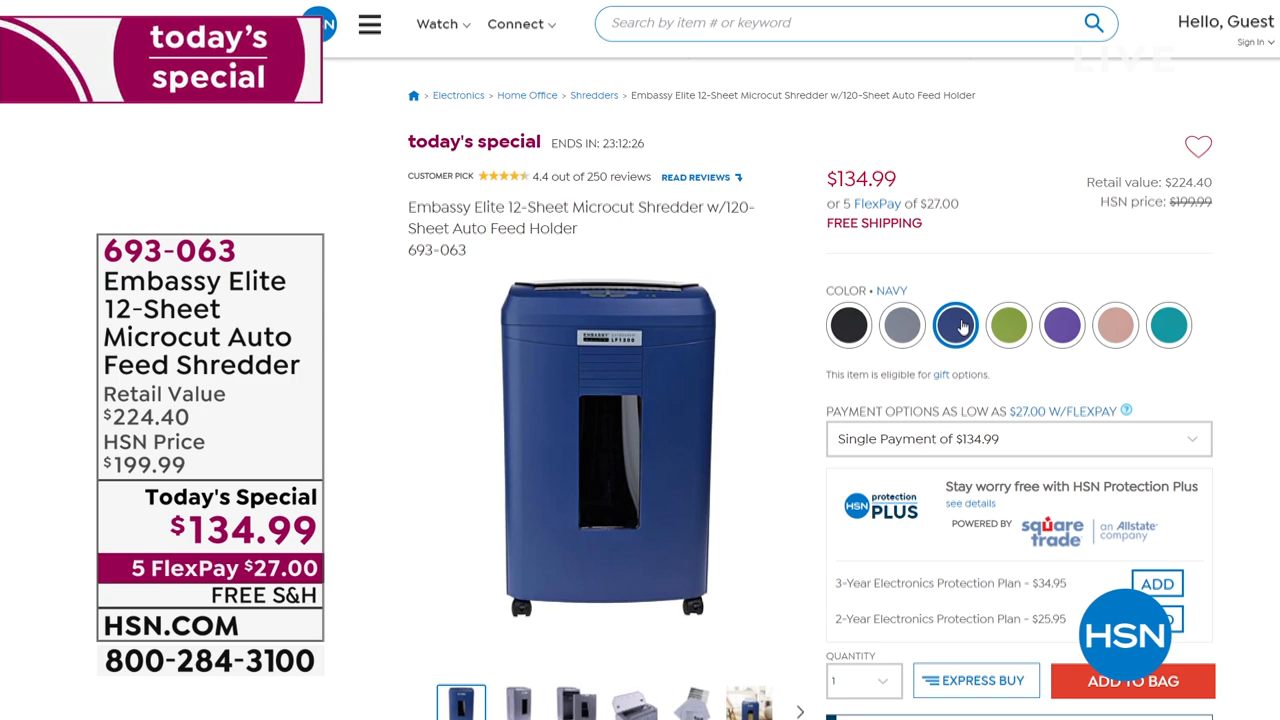 today's
special
HSN
Watch
Connect
Search by item # or keyword
Hello, Guest
Sign In
LIVE
> Electronics > Home Office > Shredders > Embassy Elite 12-Sheet Microcut Shredder w/120-Sheet Auto Feed Holder
today's special ENDS IN: 23:12:26
CUSTOMER PICK 4.4 out of 250 reviews READ REVIEWS
Embassy Elite 12-Sheet Microcut Shredder w/120-
Sheet Auto Feed Holder
693-063
$134.99
or 5 FlexPay of $27.00
FREE SHIPPING
Retail value: $224.40
HSN price: $199.99
693-063
Embassy Elite
12-Sheet
Microcut Auto
Feed Shredder
Retail Value
$224.40
HSN Price
$199.99
Today's Special
$134.99
5 FlexPay $27.00
FREE S&H
HSN.COM
800-284-3100
EMBASSY
LF1200
COLOR • NAVY
This item is eligible for gift options.
PAYMENT OPTIONS AS LOW AS $27.00 W/FLEXPAY ?
Single Payment of $134.99
HSN protection PLUS
Stay worry free with HSN Protection Plus
see details
POWERED BY square trade | an Allstate company
3-Year Electronics Protection Plan - $34.95 ADD
2-Year Electronics Protection Plan - $25.95
HSN
QUANTITY
1
EXPRESS BUY
ADD TO BAG